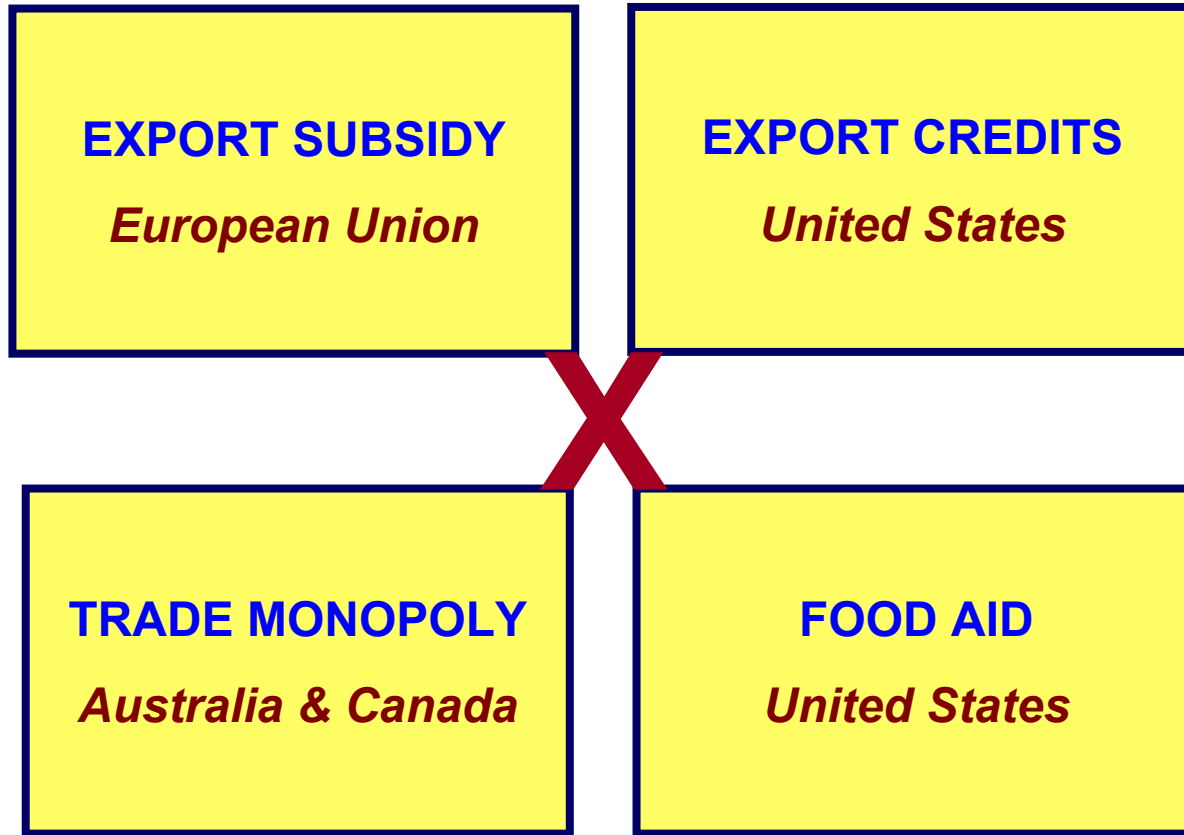 EXPORT SUBSIDY
European Union
EXPORT CREDITS
United States
X
TRADE MONOPOLY
Australia & Canada
FOOD AID
United States